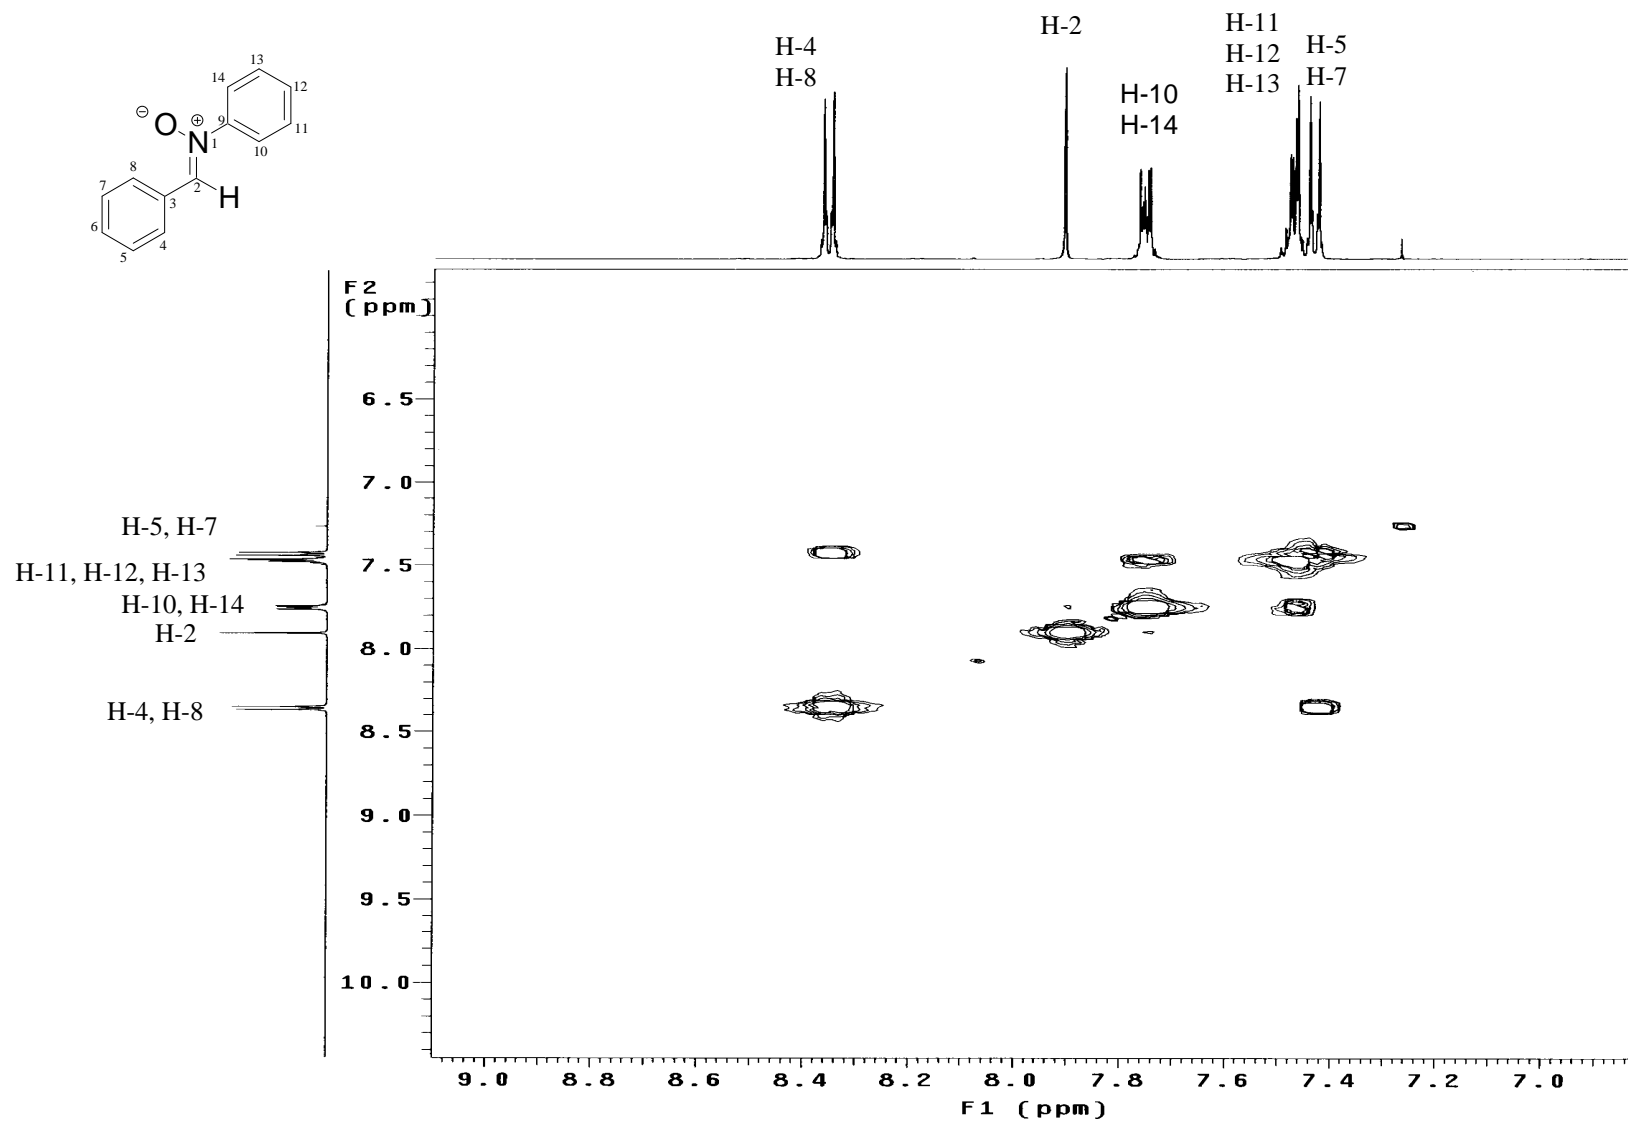 H-4
H-8
H-2
H-10
H-14
H-11
H-12
H-13
H-5
H-7
13
14
12
⊖
O
⊕
9
N
1
11
10
8
7
2
H
3
6
4
5
F2
(ppm)
6.5
7.0
H-5, H-7
7.5
H-11, H-12, H-13
H-10, H-14
H-2
8.0
H-4, H-8
8.5
9.0
9.5
10.0
9.0 8.8 8.6 8.4 8.2 8.0 7.8 7.6 7.4 7.2 7.0
F1 (ppm)